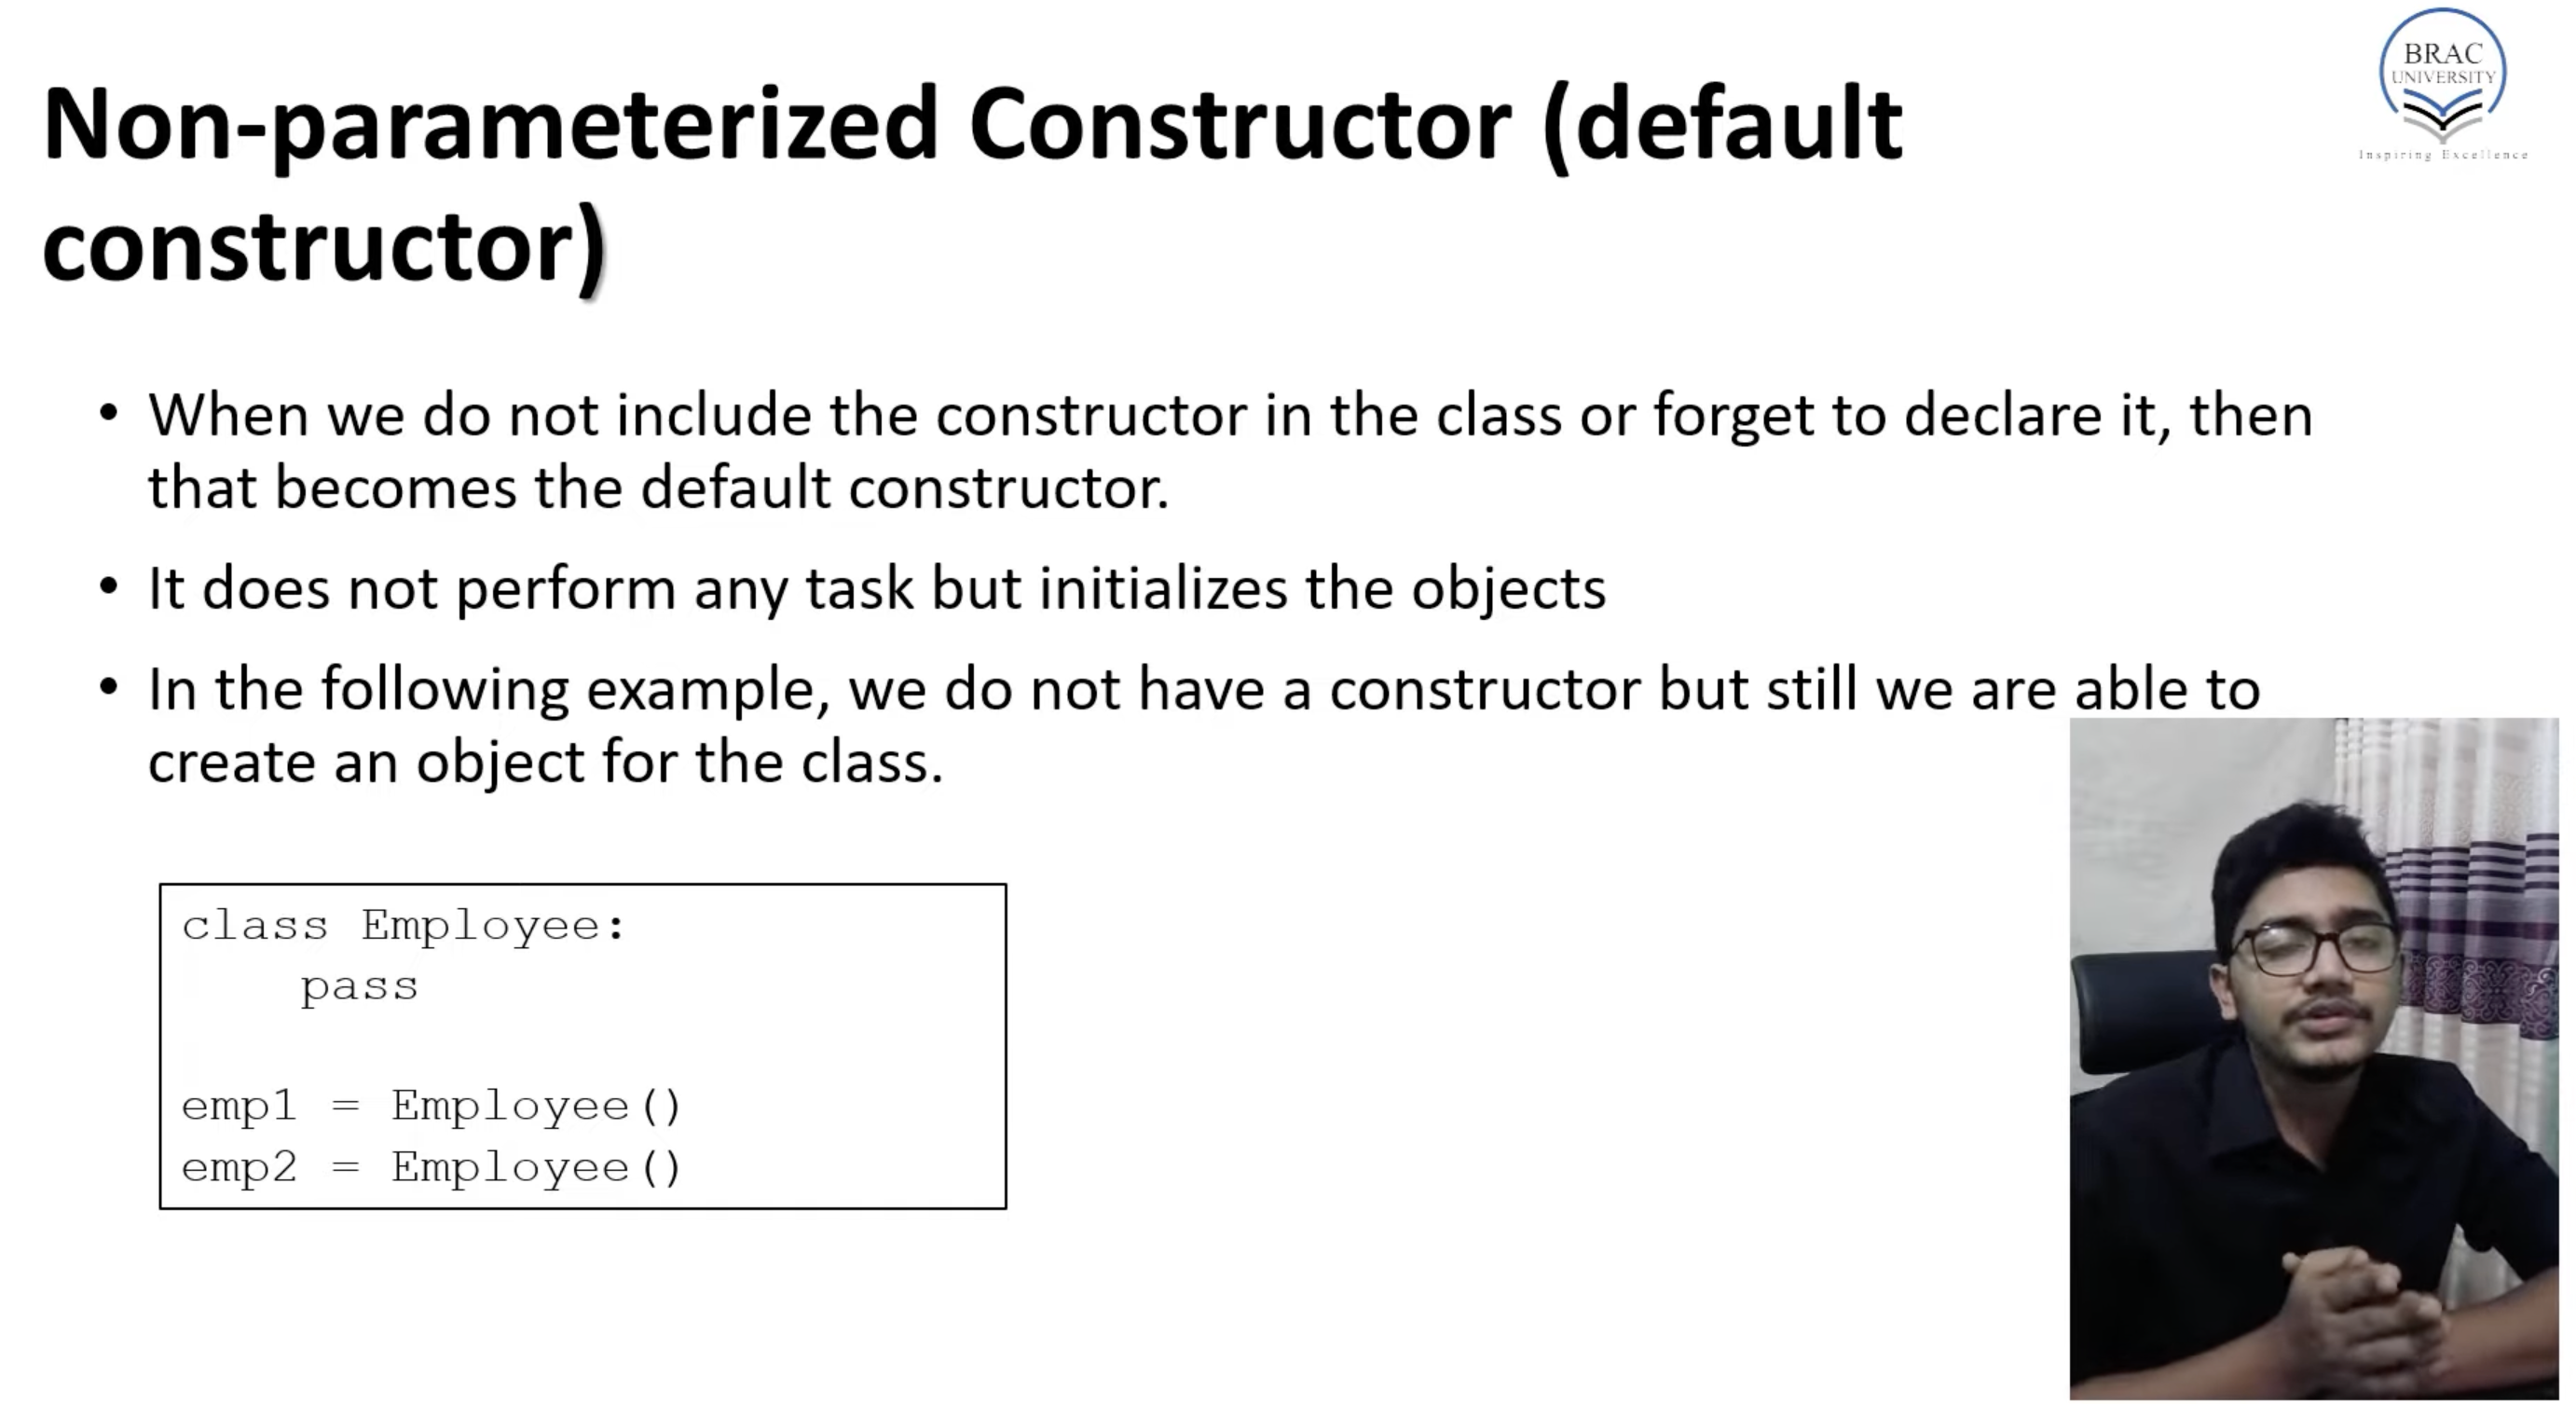 BRAC
UNIVERSITY
Inspiring Excellence
Non-parameterized Constructor (default
constructor)
• When we do not include the constructor in the class or forget to declare it, then
that becomes the default constructor.
• It does not perform any task but initializes the objects
• In the following example, we do not have a constructor but still we are able to
create an object for the class.
class Employee:
    pass
emp1 = Employee()
emp2 = Employee()